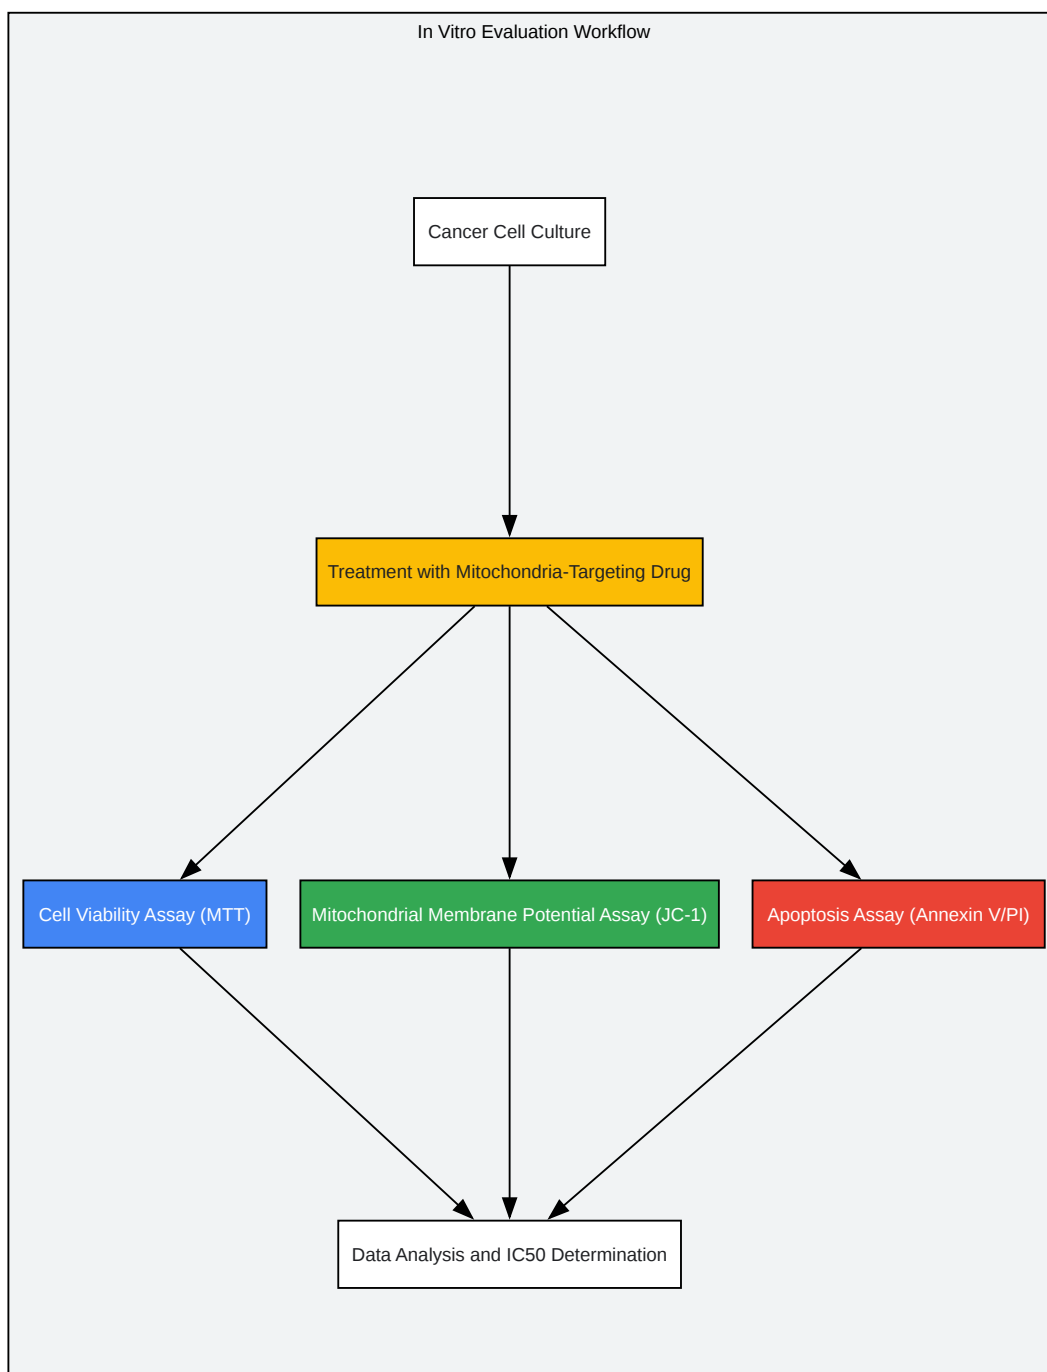 In Vitro Evaluation Workflow
Cancer Cell Culture
Treatment with Mitochondria-Targeting Drug
Cell Viability Assay (MTT)
Mitochondrial Membrane Potential Assay (JC-1)
Apoptosis Assay (Annexin V/PI)
Data Analysis and IC50 Determination